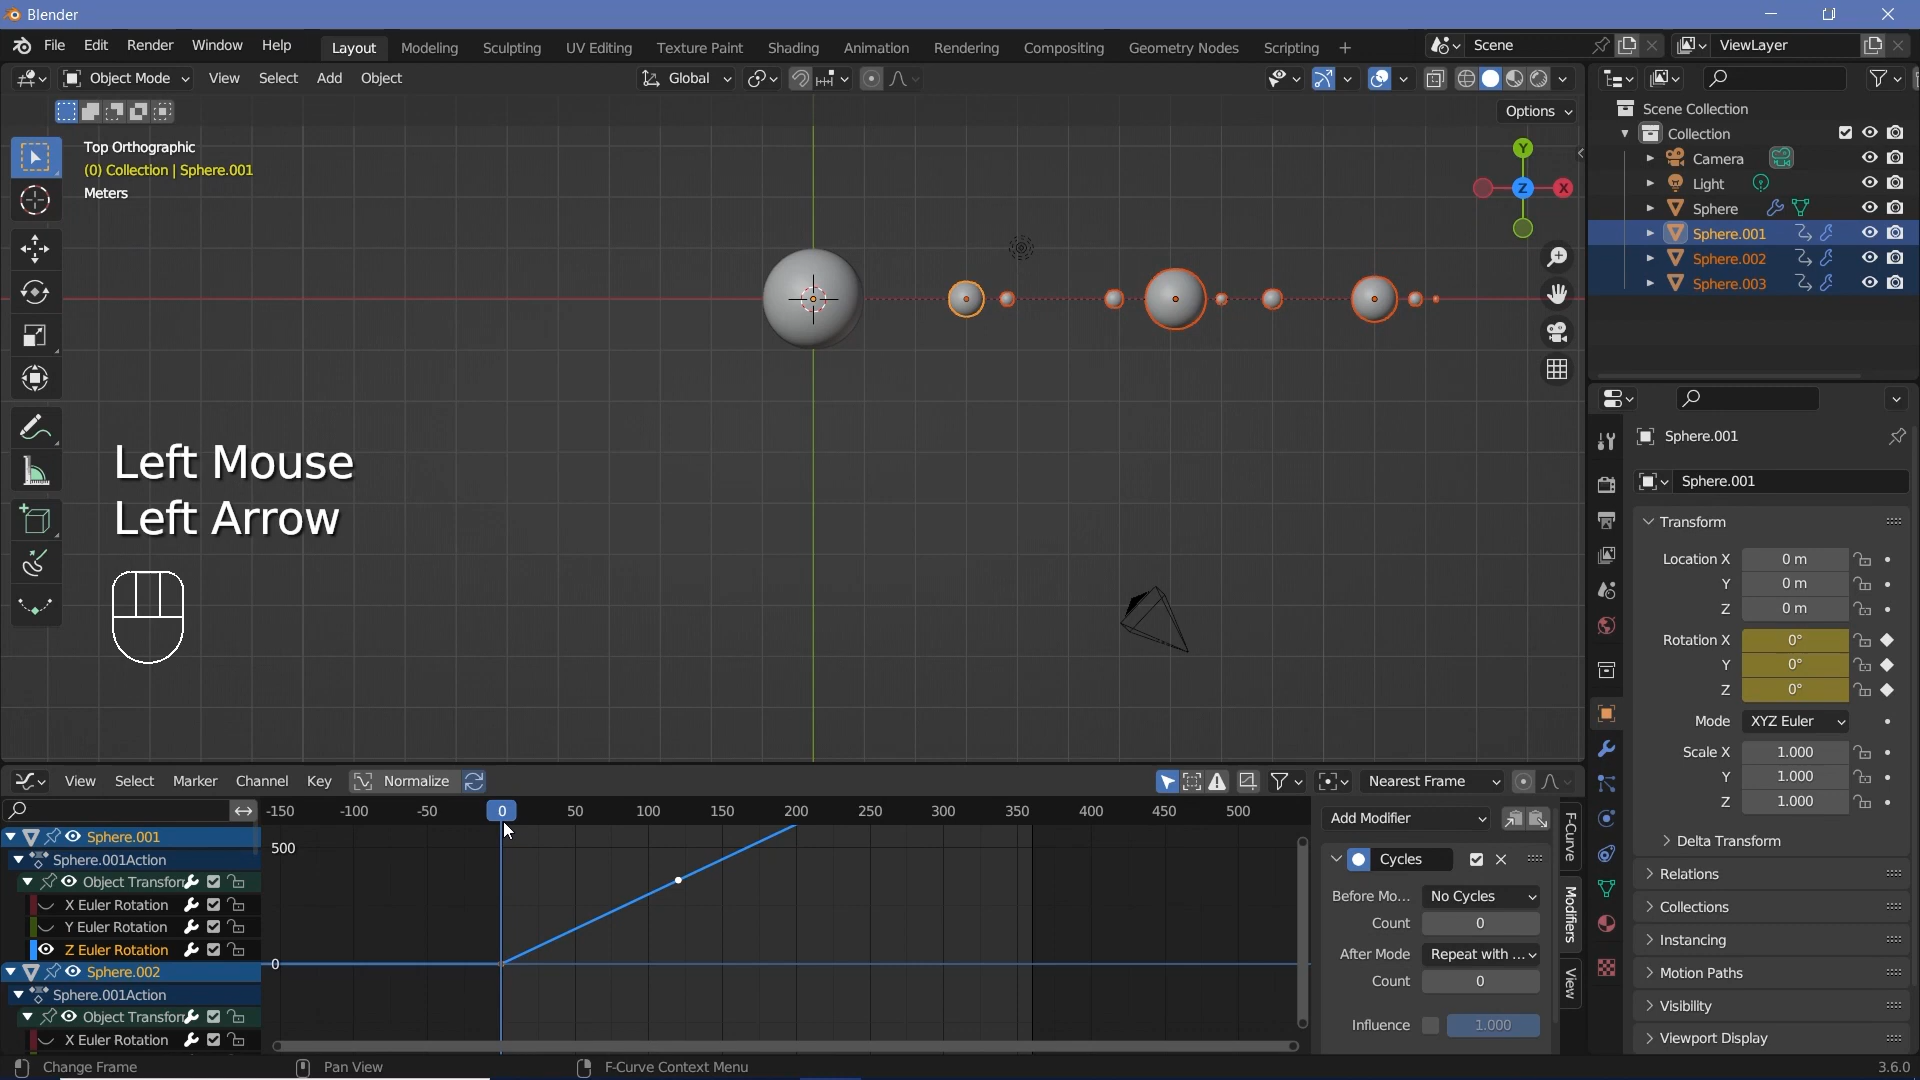 Blender
File Edit Render Window Help
Layout Modeling Sculpting UV Editing Texture Paint Shading Animation Rendering Compositing Geometry Nodes Scripting +
Scene
ViewLayer
Object Mode View Select Add Object
Global
Options
Top Orthographic
(0) Collection | Sphere.001
Meters
Y
Z
X
Left Mouse
Left Arrow
Scene Collection
Collection
Camera
Light
Sphere
Sphere.001
Sphere.002
Sphere.003
Sphere.001
Sphere.001
Transform
Location X 0 m
Y 0 m
Z 0 m
Rotation X 0°
Y 0°
Z 0°
Mode XYZ Euler
Scale X 1.000
Y 1.000
Z 1.000
Delta Transform
Relations
Collections
Instancing
Motion Paths
Visibility
Viewport Display
View Select Marker Channel Key Normalize
Nearest Frame
-150 -100 -50 0 50 100 150 200 250 300 350 400 450 500
Sphere.001
Sphere.001Action
Object Transfor
X Euler Rotation
Y Euler Rotation
Z Euler Rotation
Sphere.002
Sphere.001Action
Object Transfor
X Euler Rotation
500
0
Add Modifier
Cycles
Before Mo... No Cycles
Count 0
After Mode Repeat with ...
Count 0
Influence 1.000
F-Curve
Modifiers
View
Change Frame
Pan View
F-Curve Context Menu
3.6.0